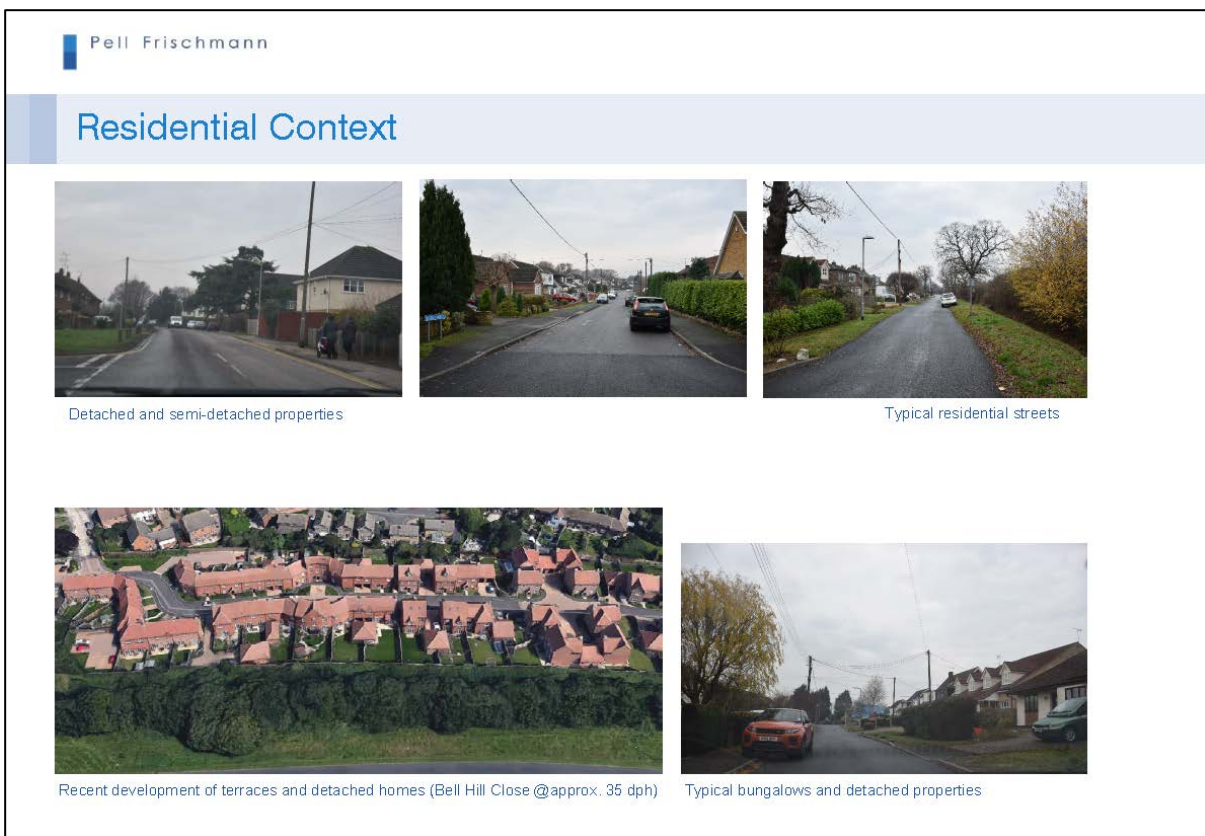 Pell Frischmann
Residential Context
Detached and semi-detached properties
Typical residential streets
Recent development of terraces and detached homes (Bell Hill Close @approx. 35 dph)
Typical bungalows and detached properties